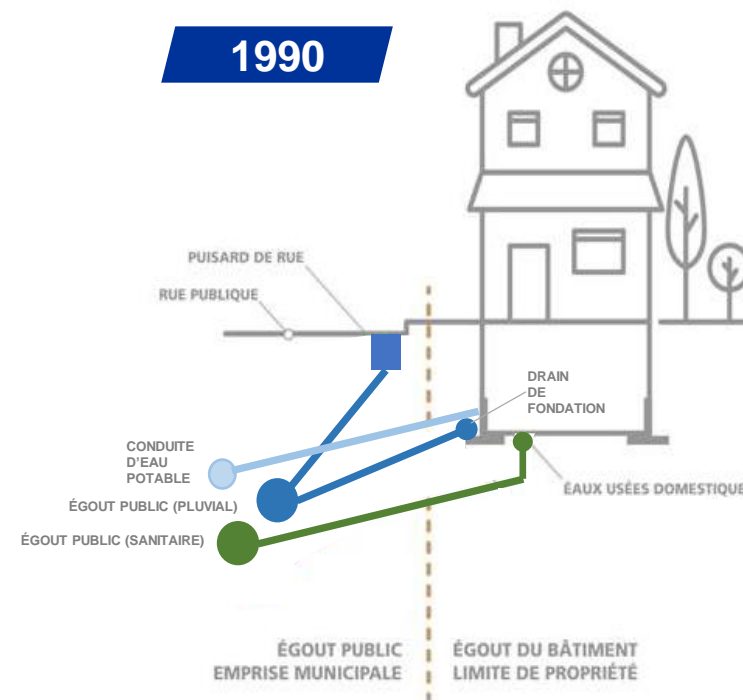 1990
PUISARD DE RUE
RUE PUBLIQUE
DRAIN
DE
FONDATION
CONDUITE
D'EAU
POTABLE
ÉGOUT PUBLIC (PLUVIAL)
ÉAUX USÉES DOMESTIQUE
ÉGOUT PUBLIC (SANITAIRE)
ÉGOUT PUBLIC
EMPRISE MUNICIPALE
ÉGOUT DU BÂTIMENT
LIMITE DE PROPRIÉTÉ